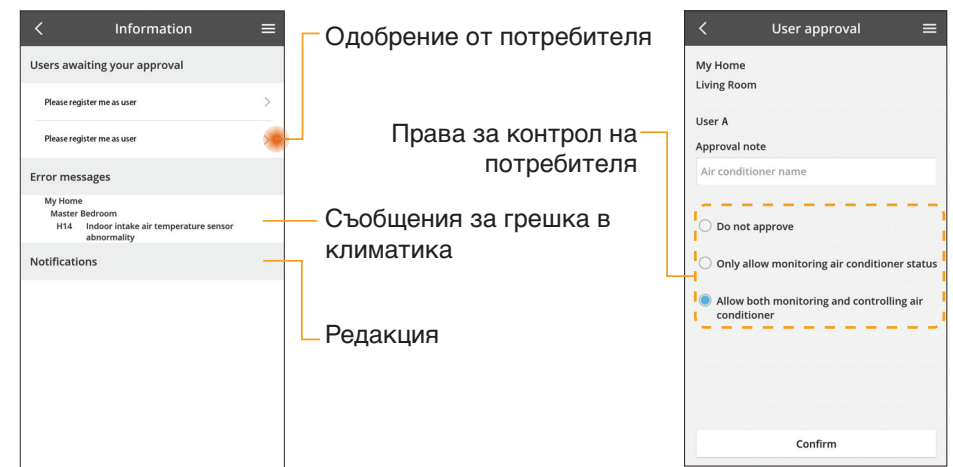 Information
Users awaiting your approval
Please register me as user
Please register me as user
Error messages
My Home
Master Bedroom
H14 Indoor intake air temperature sensor
abnormality
Notifications
Одобрение от потребителя
Права за контрол на
потребителя
Съобщения за грешка в
климатика
Редакция
User approval
My Home
Living Room
User A
Approval note
Air conditioner name
Do not approve
Only allow monitoring air conditioner status
Allow both monitoring and controlling air
conditioner
Confirm